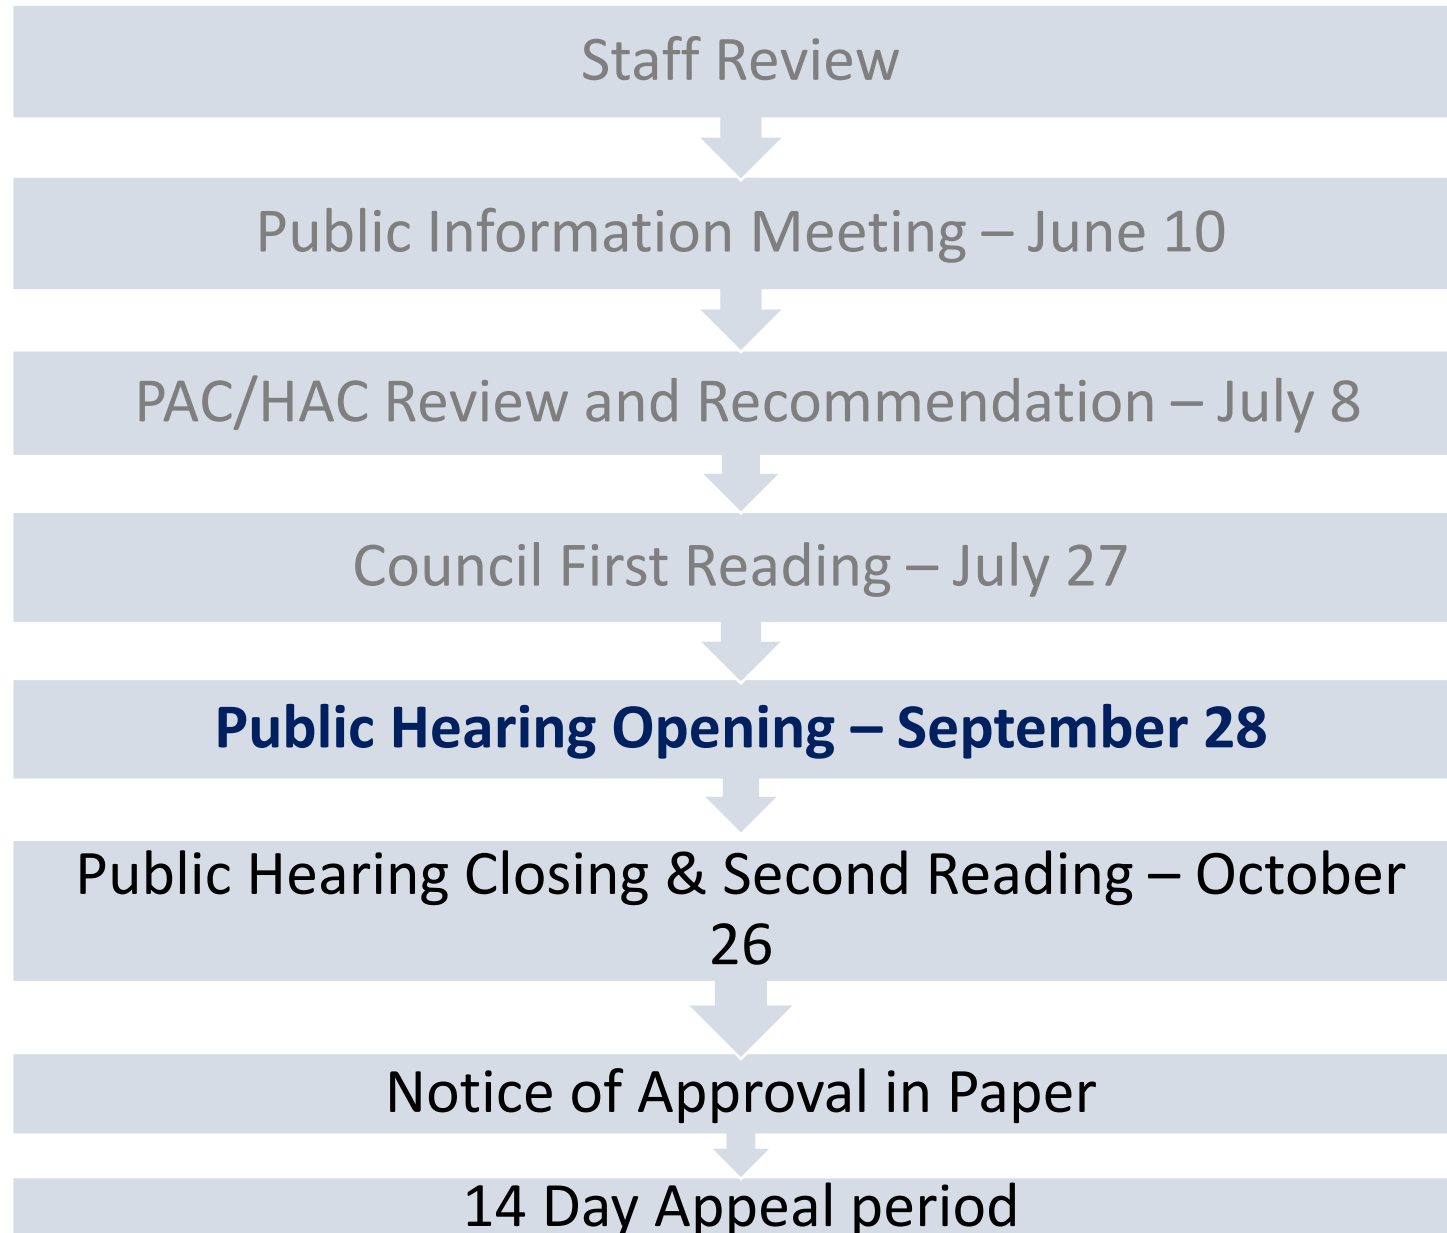 Staff Review
Public Information Meeting – June 10
PAC/HAC Review and Recommendation – July 8
Council First Reading – July 27
Public Hearing Opening – September 28
Public Hearing Closing & Second Reading – October
26
Notice of Approval in Paper
14 Day Appeal period